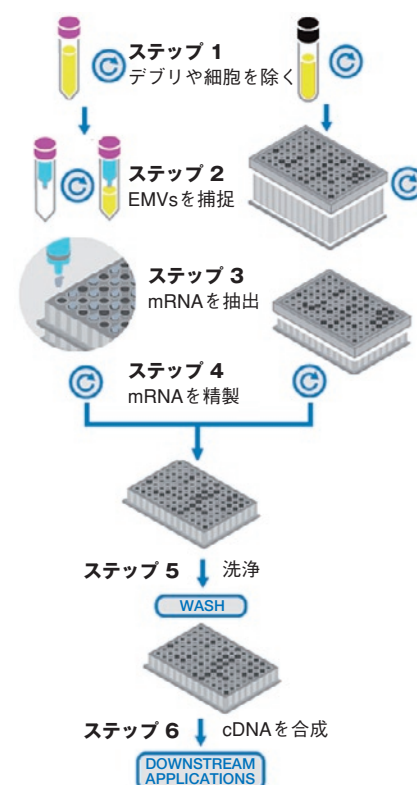 ステップ 1
デブリや細胞を除く
ステップ 2
EMVsを捕捉
ステップ 3
mRNAを抽出
ステップ 4
mRNAを精製
ステップ 5 洗浄
WASH
ステップ 6 cDNAを合成
DOWNSTREAM
APPLICATIONS